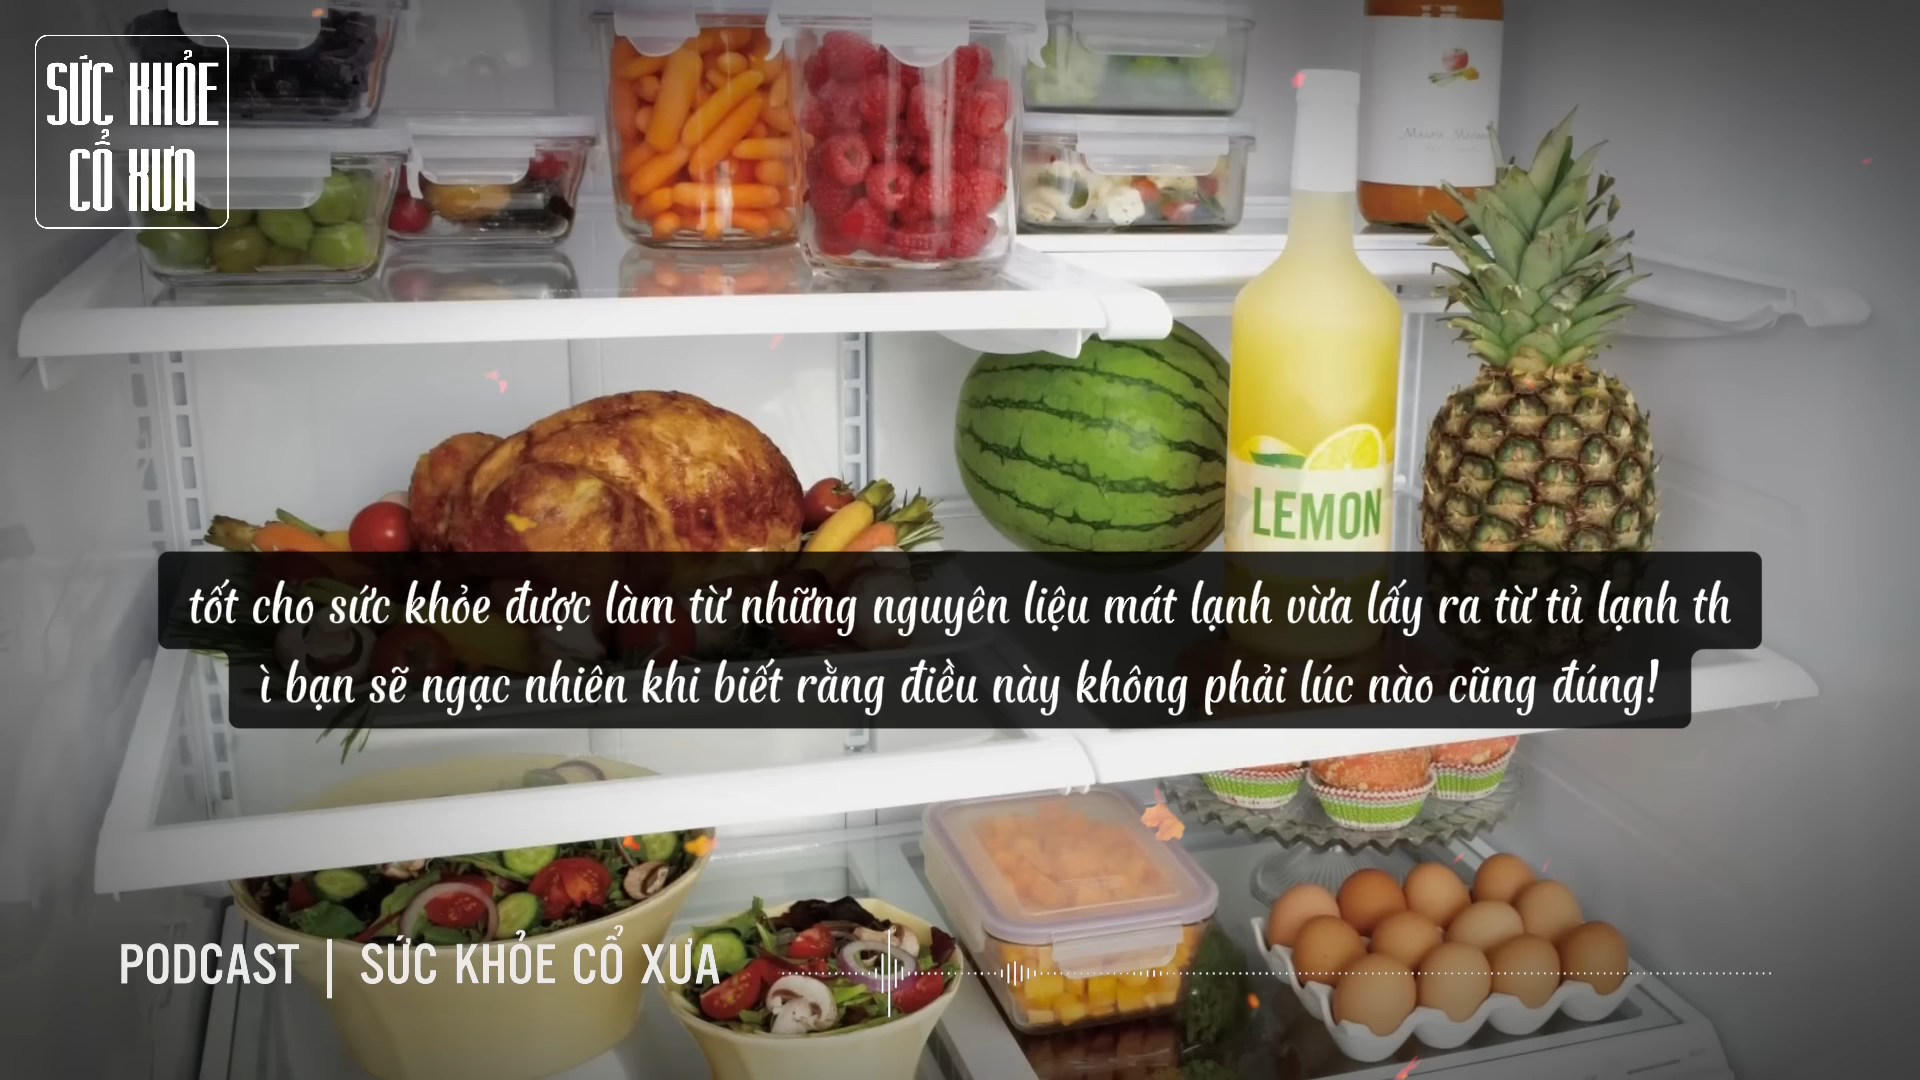 SỨC KHỎE
CỔ XƯA
LEMON
tốt cho sức khỏe được làm từ những nguyên liệu mát lạnh vừa lấy ra từ tủ lạnh th
ì bạn sẽ ngạc nhiên khi biết rằng điều này không phải lúc nào cũng đúng!
PODCAST | SỨC KHỎE CỔ XƯA